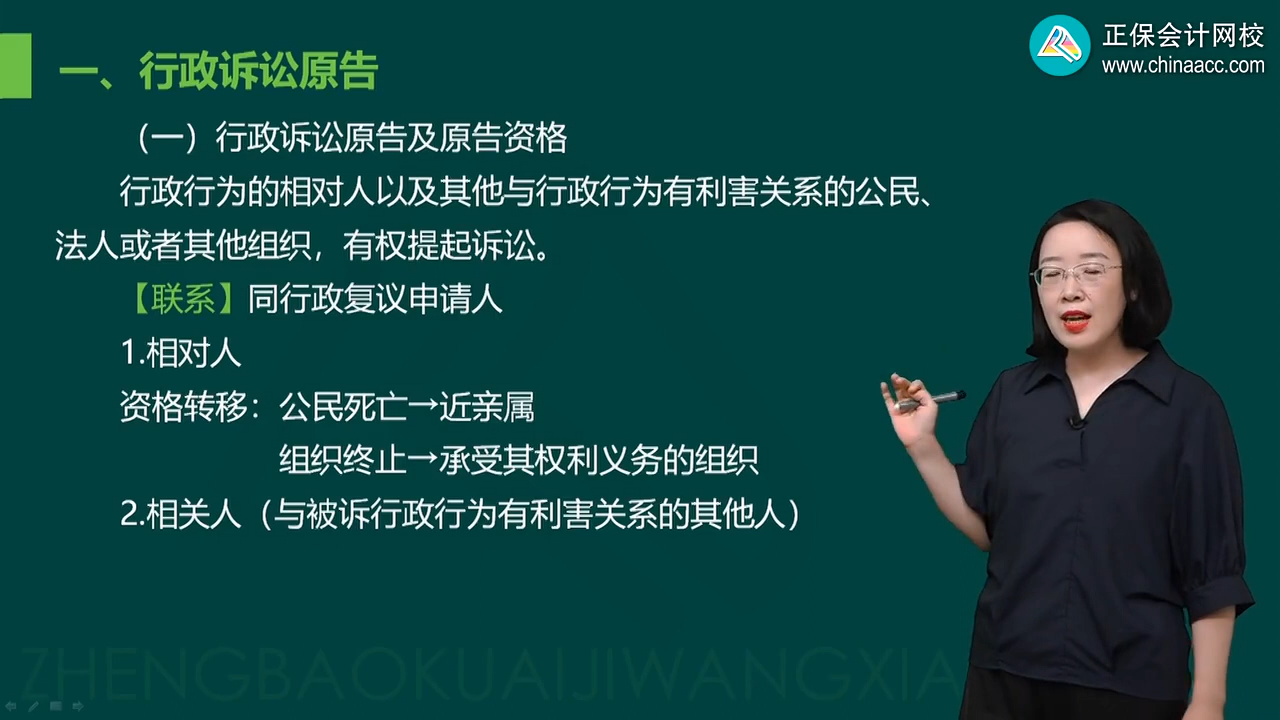 正保会计网校
www.chinaacc.com
一、行政诉讼原告
（一）行政诉讼原告及原告资格
行政行为的相对人以及其他与行政行为有利害关系的公民、
法人或者其他组织，有权提起诉讼。
【联系】同行政复议申请人
1.相对人
资格转移：公民死亡→近亲属
组织终止→承受其权利义务的组织
2.相关人（与被诉行政行为有利害关系的其他人）
ZHENGBAOKUAIJIWANGXIA